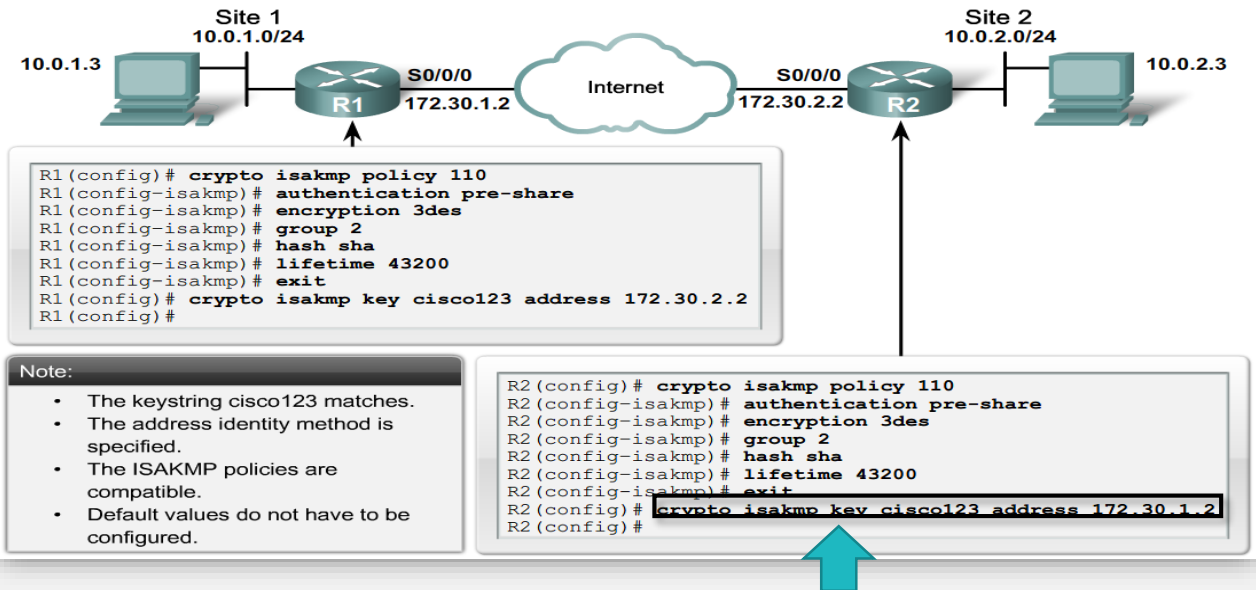 Site 1
10.0.1.0/24
Site 2
10.0.2.0/24
10.0.1.3
10.0.2.3
R1
S0/0/0
172.30.1.2
Internet
S0/0/0
172.30.2.2
R2
R1(config)# crypto isakmp policy 110
R1(config-isakmp)# authentication pre-share
R1(config-isakmp)# encryption 3des
R1(config-isakmp)# group 2
R1(config-isakmp)# hash sha
R1(config-isakmp)# lifetime 43200
R1(config-isakmp)# exit
R1(config)# crypto isakmp key cisco123 address 172.30.2.2
R1(config)#
Note:
• The keystring cisco123 matches.
• The address identity method is
specified.
• The ISAKMP policies are
compatible.
• Default values do not have to be
configured.
R2(config)# crypto isakmp policy 110
R2(config-isakmp)# authentication pre-share
R2(config-isakmp)# encryption 3des
R2(config-isakmp)# group 2
R2(config-isakmp)# hash sha
R2(config-isakmp)# lifetime 43200
R2(config-isakmp)# exit
R2(config)# crypto isakmp key cisco123 address 172.30.1.2
R2(config)#